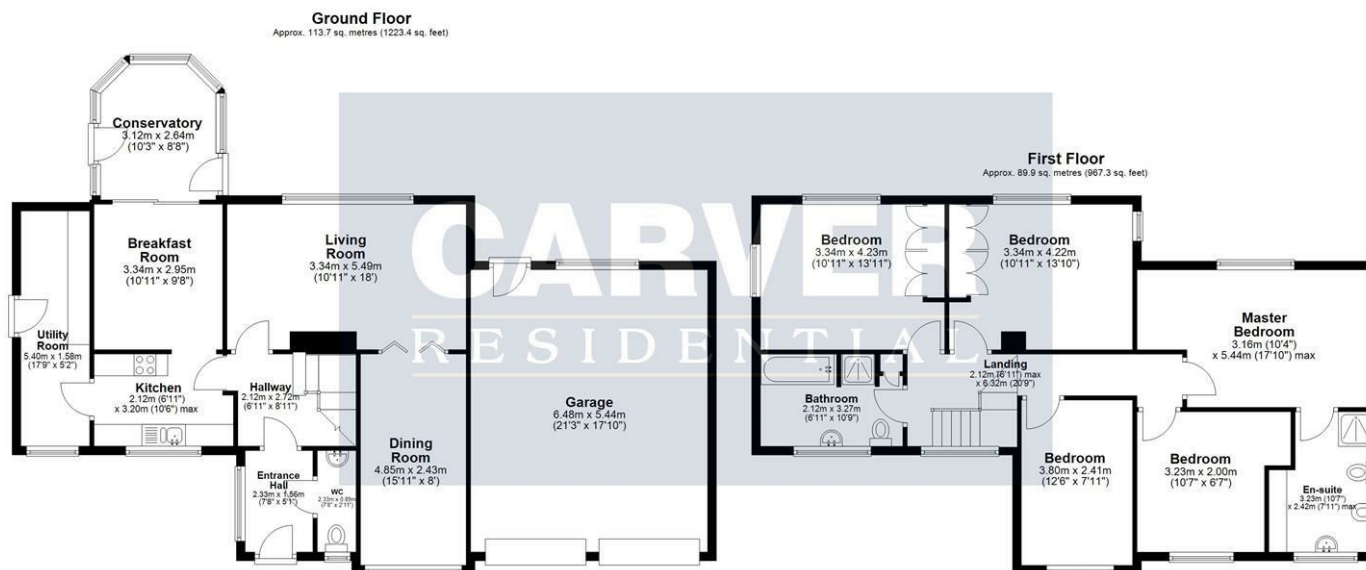 Ground Floor
Approx. 113.7 sq. metres (1223.4 sq. feet)
Conservatory
3.12m x 2.64m
(10'3" x 8'8")
Breakfast
Room
3.34m x 2.95m
(10'11" x 9'8")
Living
Room
3.34m x 5.49m
(10'11" x 18')
Utility
Room
5.40m x 1.58m
(17'9" x 5'2")
Kitchen
2.12m (6'11")
x 3.20m (10'6") max
Hallway
2.12m x 2.72m
(6'11" x 8'11")
Garage
6.48m x 5.44m
(21'3" x 17'10")
Dining
Room
4.85m x 2.43m
(15'11" x 8')
Entrance
Hall
2.33m x 1.56m
(7'8" x 5'1")
WC
2.33m x 0.89m
(7'8" x 2'11")
CARVER
RESIDENTIAL
First Floor
Approx. 89.9 sq. metres (967.3 sq. feet)
Bedroom
3.34m x 4.23m
(10'11" x 13'11")
Bedroom
3.34m x 4.22m
(10'11" x 13'10")
Master
Bedroom
3.16m (10'4")
x 5.44m (17'10") max
Landing
2.12m (6'11") max
x 6.32m (20'9")
Bathroom
2.12m x 3.27m
(6'11" x 10'9")
Bedroom
3.80m x 2.41m
(12'6" x 7'11")
Bedroom
3.23m x 2.00m
(10'7" x 6'7")
En-suite
3.23m (10'7")
x 2.42m (7'11") max